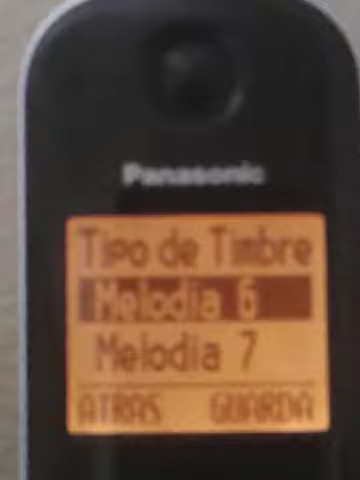 Panasonic
Tipo de Timbre
Melodia 6
Melodia 7
ATRAS GUARDA